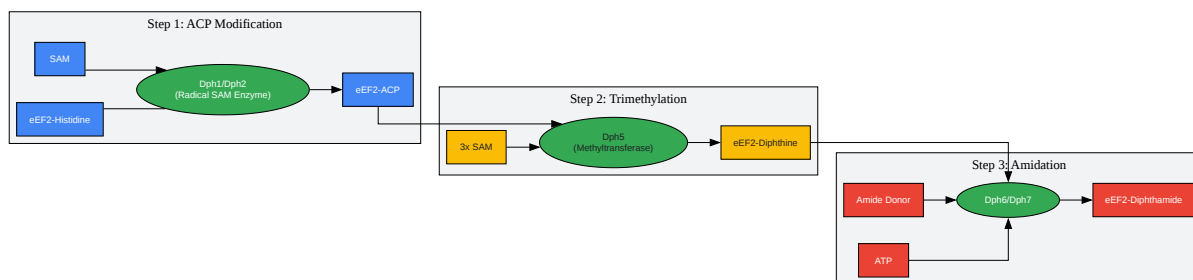 Step 1: ACP Modification
SAM
Dph1/Dph2
(Radical SAM Enzyme)
eEF2-ACP
eEF2-Histidine
Step 2: Trimethylation
3x SAM
Dph5
(Methyltransferase)
eEF2-Diphthine
Step 3: Amidation
Amide Donor
Dph6/Dph7
eEF2-Diphthamide
ATP